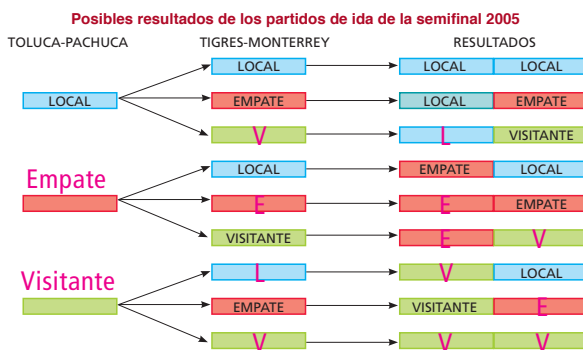 Posibles resultados de los partidos de ida de la semifinal 2005
TOLUCA-PACHUCA TIGRES-MONTERREY RESULTADOS
LOCAL LOCAL LOCAL
LOCAL EMPATE LOCAL EMPATE
V L VISITANTE
Empate LOCAL EMPATE LOCAL
E E EMPATE
VISITANTE E V
Visitante L V LOCAL
EMPATE VISITANTE E
V V V